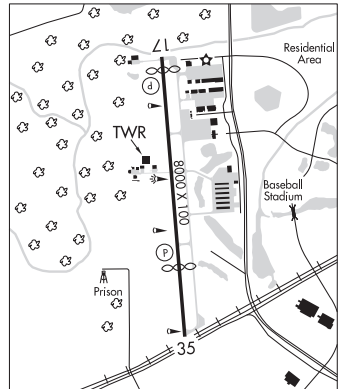 17
Residential
Area
P
TWR
8000 X 100
Baseball
Stadium
P
Prison
35